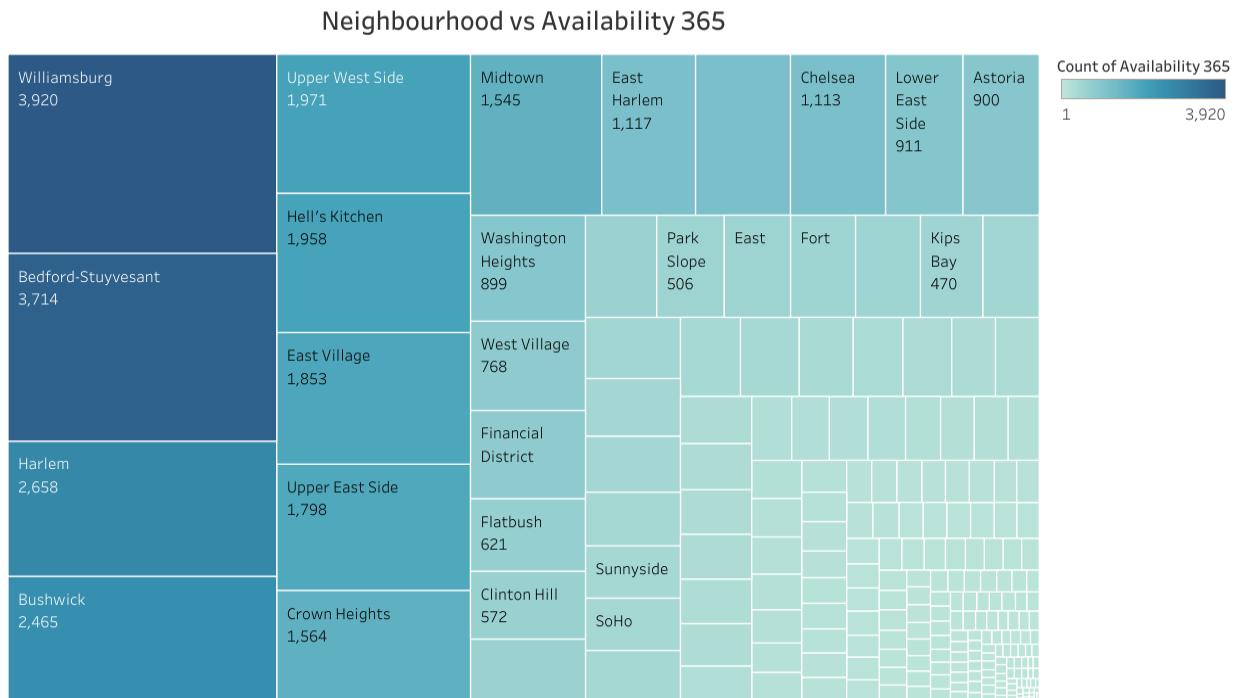 Neighbourhood vs Availability 365
Williamsburg
3,920
Bedford-Stuyvesant
3,714
Harlem
2,658
Bushwick
2,465
Upper West Side
1,971
Hell's Kitchen
1,958
East Village
1,853
Upper East Side
1,798
Crown Heights
1,564
Midtown
1,545
East
Harlem
1,117
Chelsea
1,113
Lower
East
Side
911
Astoria
900
Washington
Heights
899
West Village
768
Financial
District
Flatbush
621
Clinton Hill
572
Park
Slope
506
East
Fort
Kips
Bay
470
Sunnyside
SoHo
Count of Availability 365
1
3,920